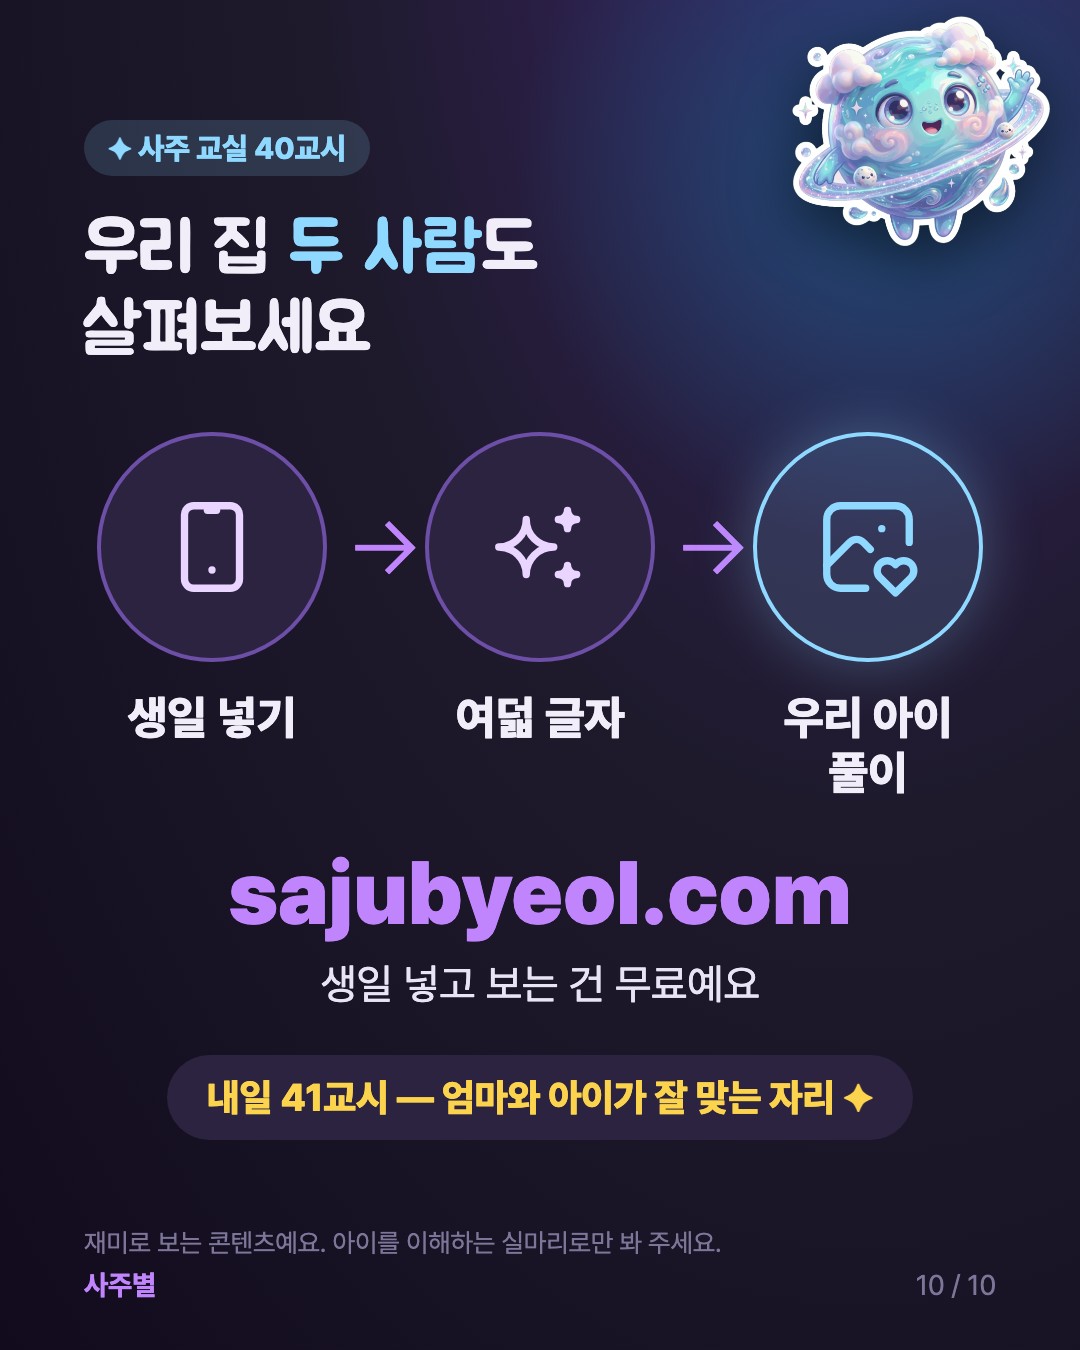 ✦ 사주 교실 40교시
우리 집 두 사람도
살펴보세요
생일 넣기
여덟 글자
우리 아이
풀이
sajubyeol.com
생일 넣고 보는 건 무료예요
내일 41교시 — 엄마와 아이가 잘 맞는 자리 ✦
재미로 보는 콘텐츠예요. 아이를 이해하는 실마리로만 봐 주세요.
사주별
10 / 10